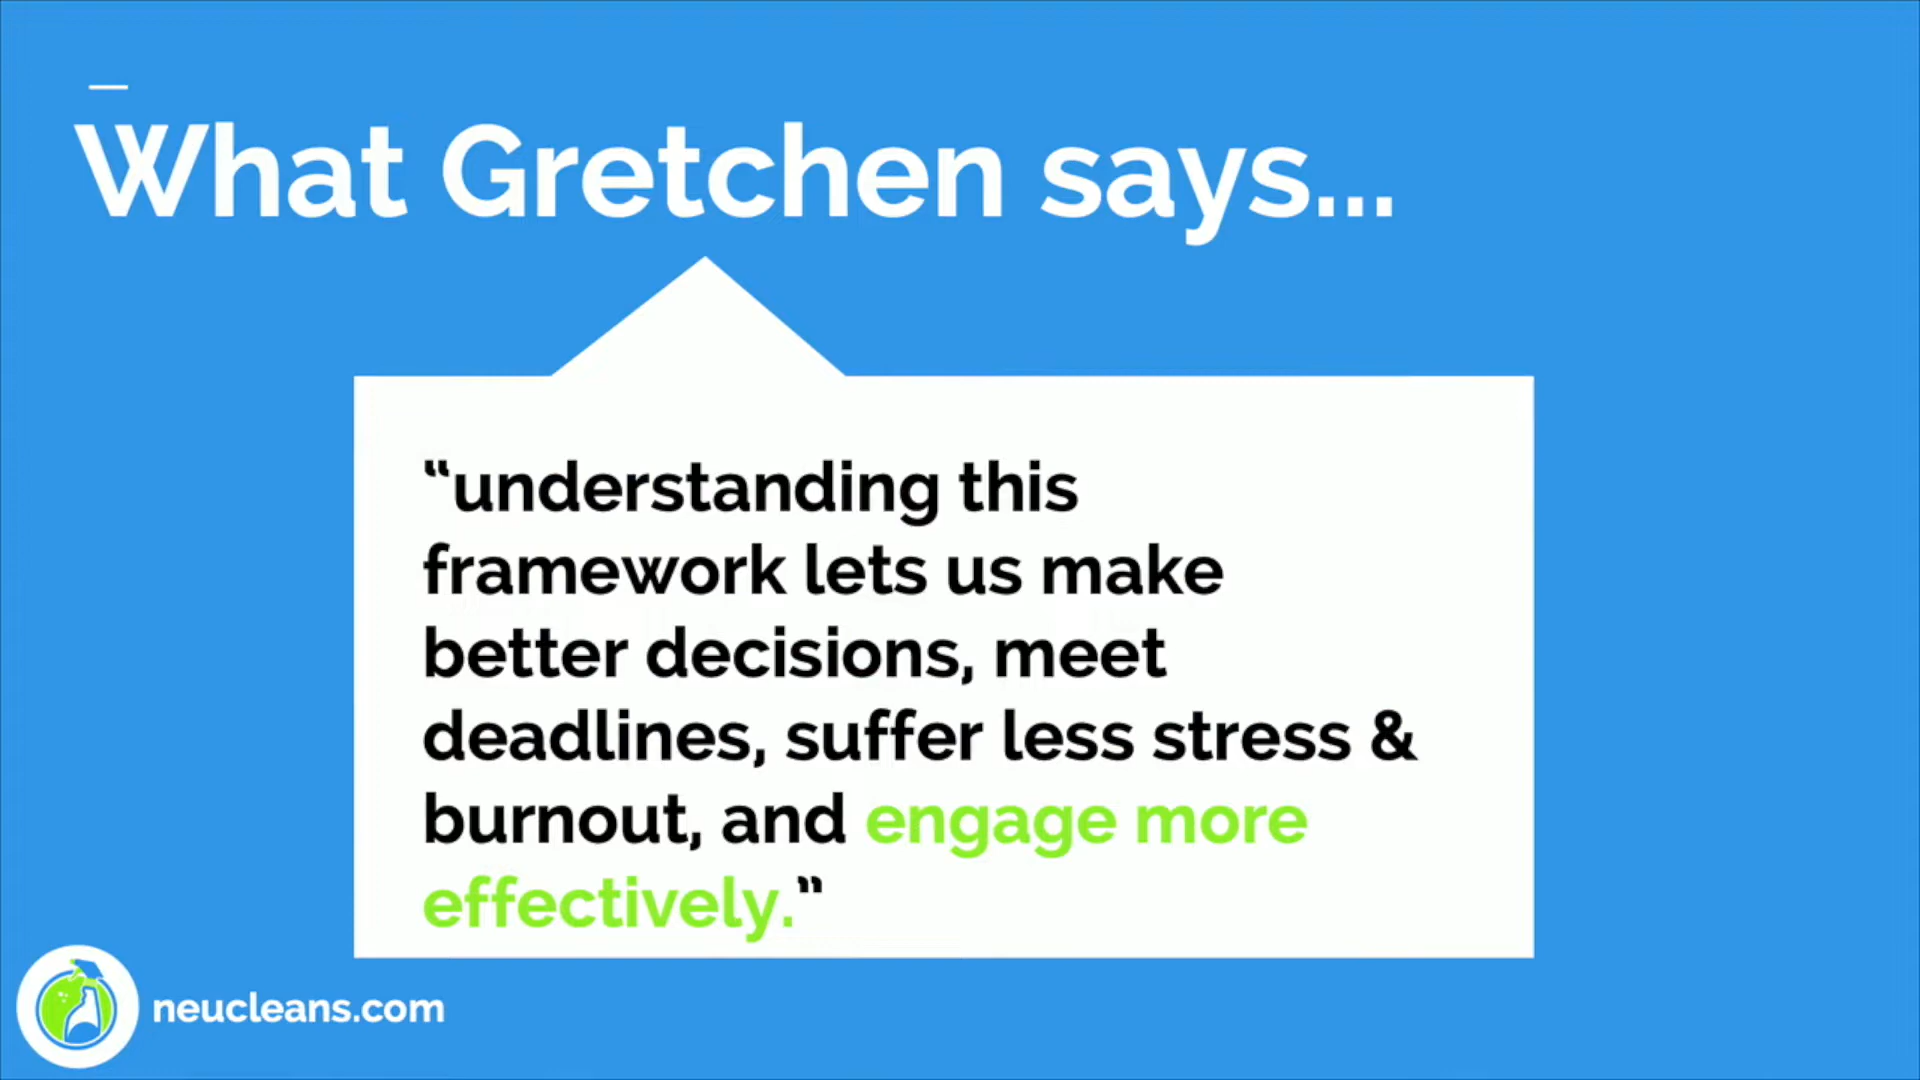 What Gretchen says...
“understanding this
framework lets us make
better decisions, meet
deadlines, suffer less stress &
burnout, and engage more
effectively.”
neucleans.com